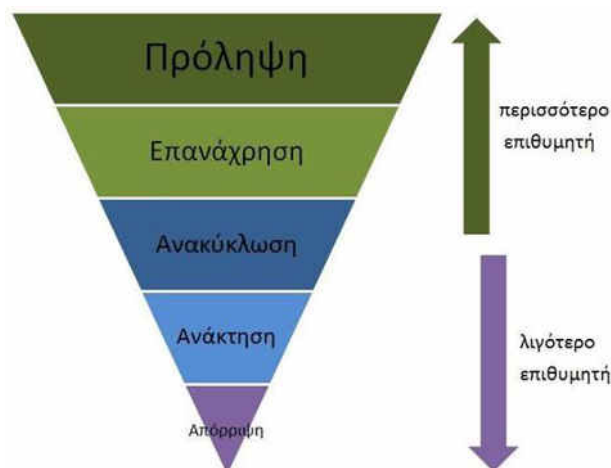 Πρόληψη
Επανάχρηση
Ανακύκλωση
Ανάκτηση
Απόρριψη
περισσότερο
επιθυμητή
λιγότερο
επιθυμητή